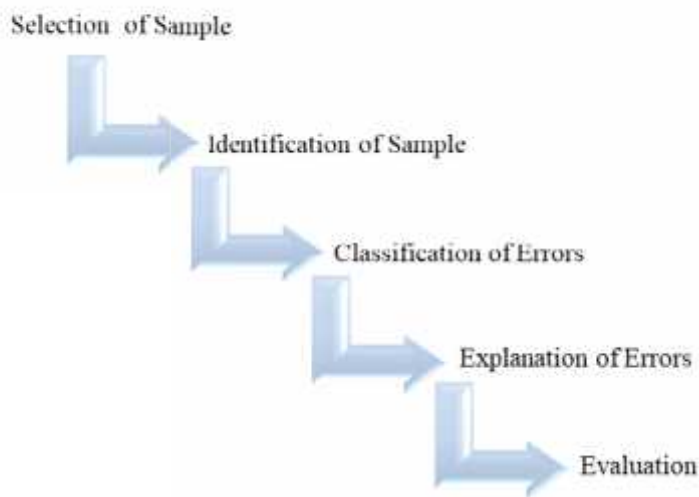 Selection of Sample
Identification of Sample
Classification of Errors
Explanation of Errors
Evaluation